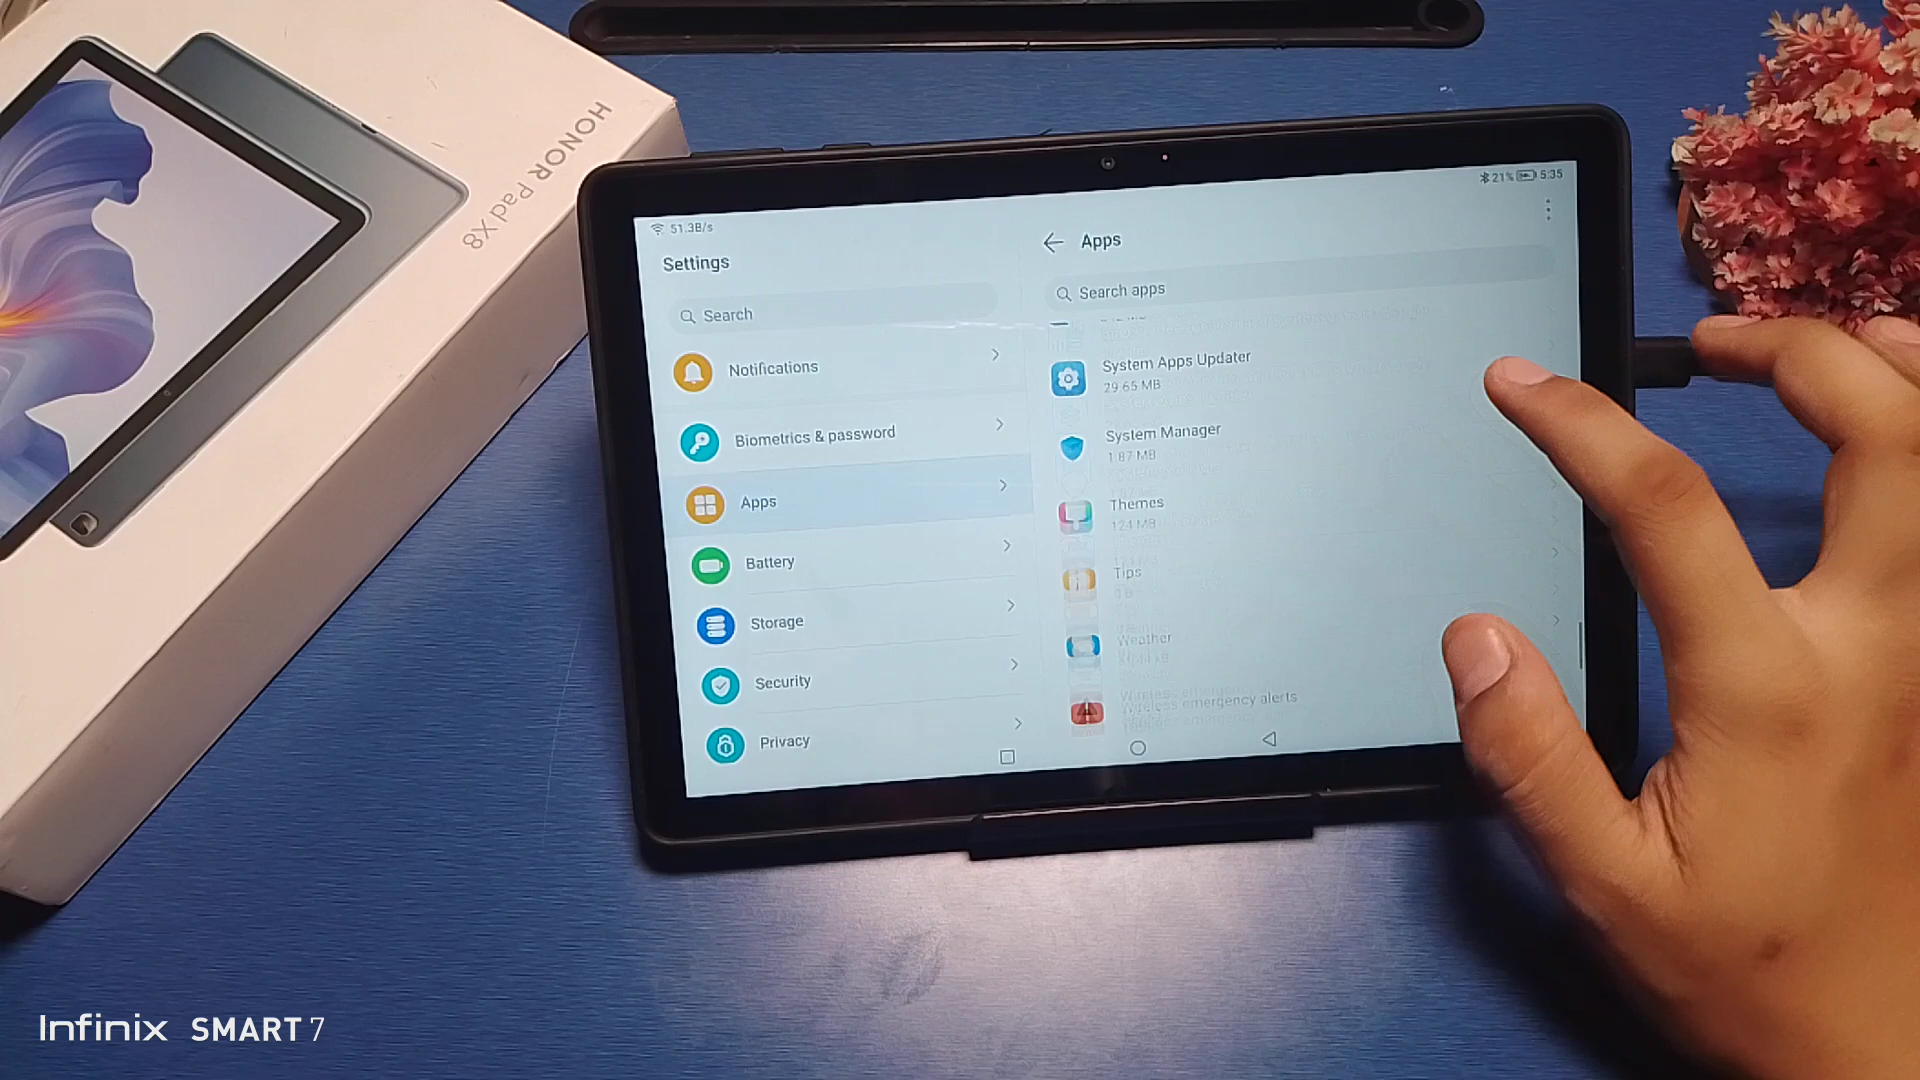 HONOR Pad X8
51.3B/s
21% 5:35
Settings
Search
Notifications
Biometrics & password
Apps
Battery
Storage
Security
Privacy
Apps
Search apps
System Apps Updater
29.65 MB
System Manager
1.87 MB
Themes
124 MB
Tips
0 B
Weather
Wireless emergency alerts
Infinix SMART 7